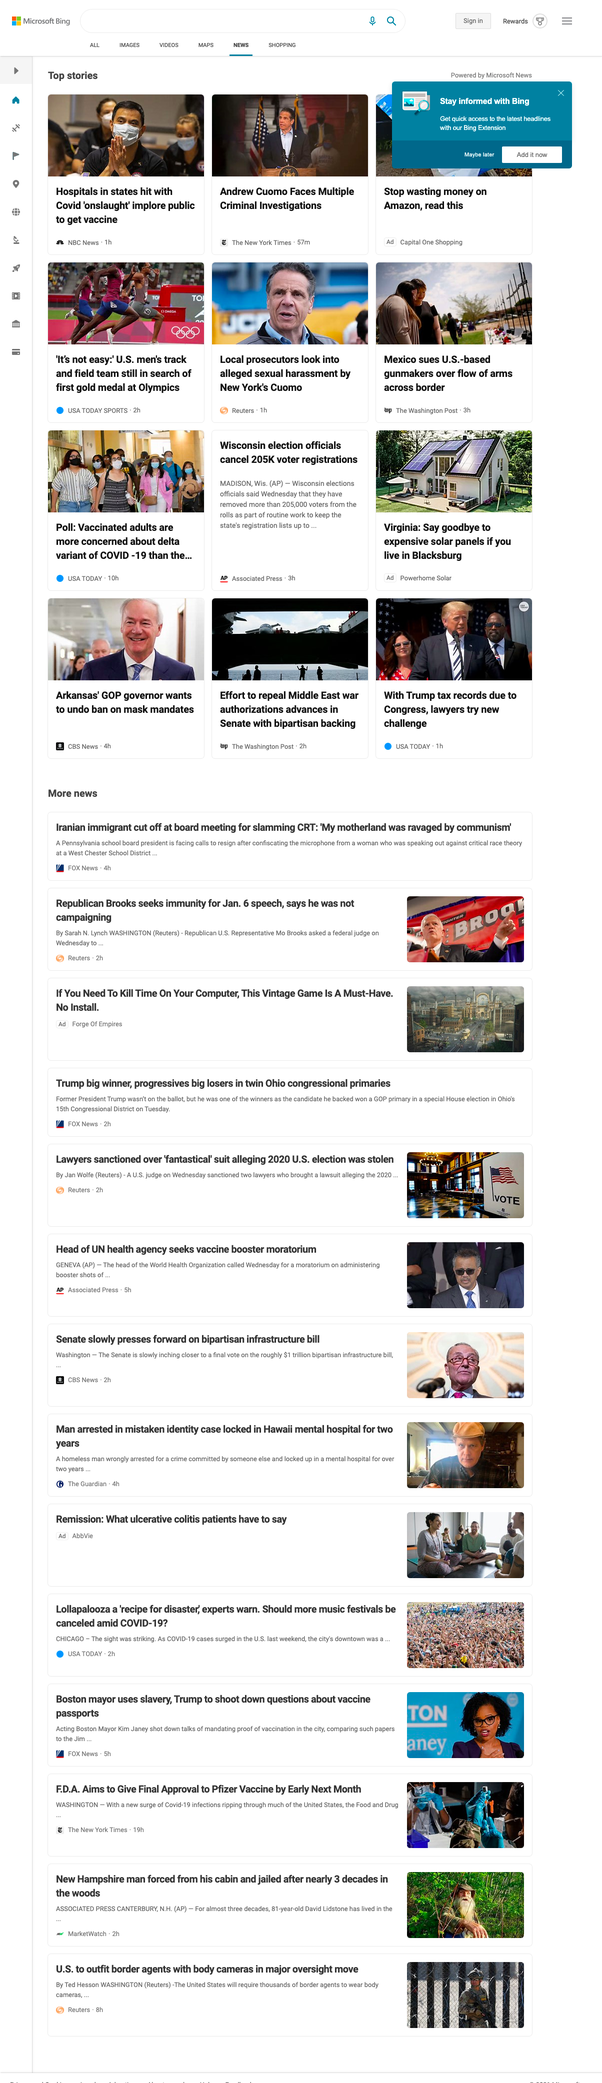 Microsoft Bing
Sign in
Rewards
ALL
IMAGES
VIDEOS
MAPS
NEWS
SHOPPING
Top stories
Powered by Microsoft News
Stay informed with Bing
Get quick access to the latest headlines
with our Bing Extension
Maybe later
Add it now
Hospitals in states hit with
Covid 'onslaught' implore public
to get vaccine
NBC News · 1h
Andrew Cuomo Faces Multiple
Criminal Investigations
The New York Times · 57m
Stop wasting money on
Amazon, read this
Ad Capital One Shopping
'It's not easy:' U.S. men's track
and field team still in search of
first gold medal at Olympics
USA TODAY SPORTS · 2h
Local prosecutors look into
alleged sexual harassment by
New York's Cuomo
Reuters · 1h
Mexico sues U.S.-based
gunmakers over flow of arms
across border
wp The Washington Post · 3h
Poll: Vaccinated adults are
more concerned about delta
variant of COVID -19 than the...
USA TODAY · 10h
Wisconsin election officials
cancel 205K voter registrations
MADISON, Wis. (AP) — Wisconsin elections
officials said Wednesday that they have
removed more than 205,000 voters from the
rolls as part of routine work to keep the
state's registration lists up to ...
AP Associated Press · 3h
Virginia: Say goodbye to
expensive solar panels if you
live in Blacksburg
Ad Powerhome Solar
Arkansas' GOP governor wants
to undo ban on mask mandates
CBS News · 4h
Effort to repeal Middle East war
authorizations advances in
Senate with bipartisan backing
wp The Washington Post · 2h
With Trump tax records due to
Congress, lawyers try new
challenge
USA TODAY · 1h
More news
Iranian immigrant cut off at board meeting for slamming CRT: 'My motherland was ravaged by communism'
A Pennsylvania school board president is facing calls to resign after confiscating the microphone from a woman who was speaking out against critical race theory
at a West Chester School District ...
FOX News · 4h
Republican Brooks seeks immunity for Jan. 6 speech, says he was not
campaigning
By Sarah N. Lynch WASHINGTON (Reuters) - Republican U.S. Representative Mo Brooks asked a federal judge on
Wednesday to ...
Reuters · 2h
BROO
If You Need To Kill Time On Your Computer, This Vintage Game Is A Must-Have.
No Install.
Ad Forge Of Empires
Trump big winner, progressives big losers in twin Ohio congressional primaries
Former President Trump wasn't on the ballot, but he was one of the winners as the candidate he backed won a GOP primary in a special House election in Ohio's
15th Congressional District on Tuesday.
FOX News · 2h
Lawyers sanctioned over 'fantastical' suit alleging 2020 U.S. election was stolen
By Jan Wolfe (Reuters) - A U.S. judge on Wednesday sanctioned two lawyers who brought a lawsuit alleging the 2020 ...
Reuters · 2h
VOTE
Head of UN health agency seeks vaccine booster moratorium
GENEVA (AP) — The head of the World Health Organization called Wednesday for a moratorium on administering
booster shots of ...
AP Associated Press · 5h
Senate slowly presses forward on bipartisan infrastructure bill
Washington — The Senate is slowly inching closer to a final vote on the roughly $1 trillion bipartisan infrastructure bill,
...
CBS News · 2h
Man arrested in mistaken identity case locked in Hawaii mental hospital for two
years
A homeless man wrongly arrested for a crime committed by someone else and locked up in a mental hospital for over
two years ...
The Guardian · 4h
Remission: What ulcerative colitis patients have to say
Ad AbbVie
Lollapalooza a 'recipe for disaster,' experts warn. Should more music festivals be
canceled amid COVID-19?
CHICAGO – The sight was striking. As COVID-19 cases surged in the U.S. last weekend, the city's downtown was a ...
USA TODAY · 2h
Boston mayor uses slavery, Trump to shoot down questions about vaccine
passports
Acting Boston Mayor Kim Janey shot down talks of mandating proof of vaccination in the city, comparing such papers
to the Jim ...
FOX News · 5h
TON
aney
F.D.A. Aims to Give Final Approval to Pfizer Vaccine by Early Next Month
WASHINGTON — With a new surge of Covid-19 infections ripping through much of the United States, the Food and Drug
...
The New York Times · 19h
New Hampshire man forced from his cabin and jailed after nearly 3 decades in
the woods
ASSOCIATED PRESS CANTERBURY, N.H. (AP) — For almost three decades, 81-year-old David Lidstone has lived in the
...
MarketWatch · 2h
U.S. to outfit border agents with body cameras in major oversight move
By Ted Hesson WASHINGTON (Reuters) -The United States will require thousands of border agents to wear body
cameras, ...
Reuters · 8h